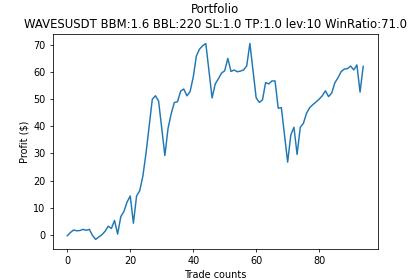 Portfolio
WAVESUSDT BBM:1.6 BBL:220 SL:1.0 TP:1.0 lev:10 WinRatio:71.0
70
60
50
40
30
20
10
0
Profit ($)
0 20 40 60 80
Trade counts